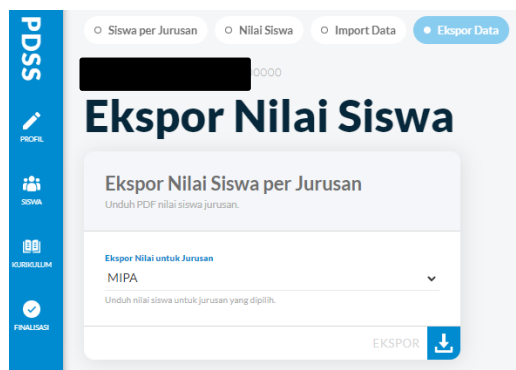 PDSS
Siswa per Jurusan
Nilai Siswa
Import Data
Ekspor Data
0000
Ekspor Nilai Siswa
PROFIL
Ekspor Nilai Siswa per Jurusan
Unduh PDF nilai siswa jurusan.
SISWA
KURIKULUM
Ekspor Nilai untuk Jurusan
MIPA
Unduh nilai siswa untuk jurusan yang dipilih.
FINALISASI
EKSPOR